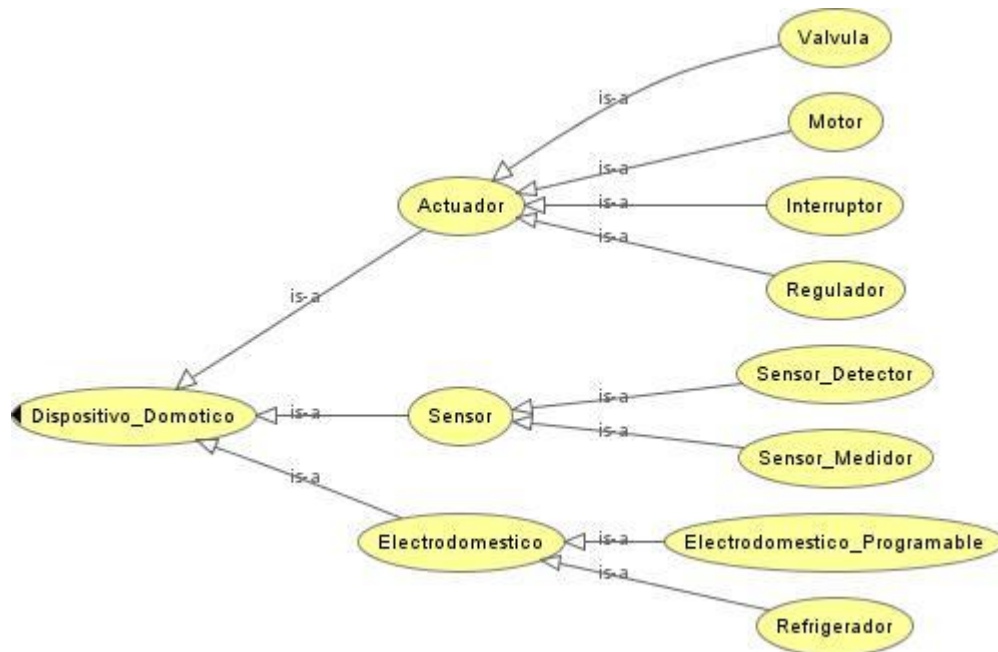 Valvula
is-a
Motor
is-a
Actuador
is-a
Interruptor
is-a
Regulador
is-a
Sensor_Detector
is-a
Dispositivo_Domotico
is-a
Sensor
is-a
Sensor_Medidor
is-a
Electrodomestico
is-a
Electrodomestico_Programable
is-a
Refrigerador